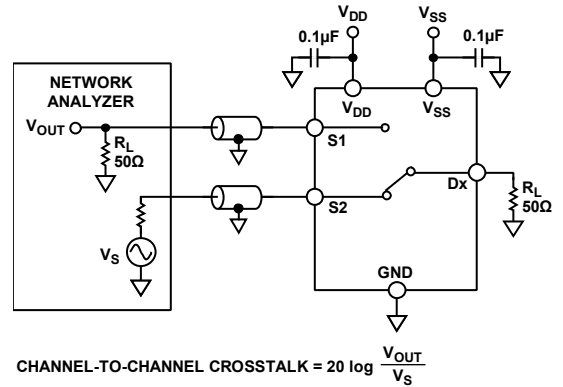 V_DD
V_SS
0.1µF
0.1µF
NETWORK
ANALYZER
V_DD
V_SS
V_OUT
R_L
50Ω
S1
S2
Dx
R_L
50Ω
V_S
GND
CHANNEL-TO-CHANNEL CROSSTALK = 20 log V_OUT / V_S